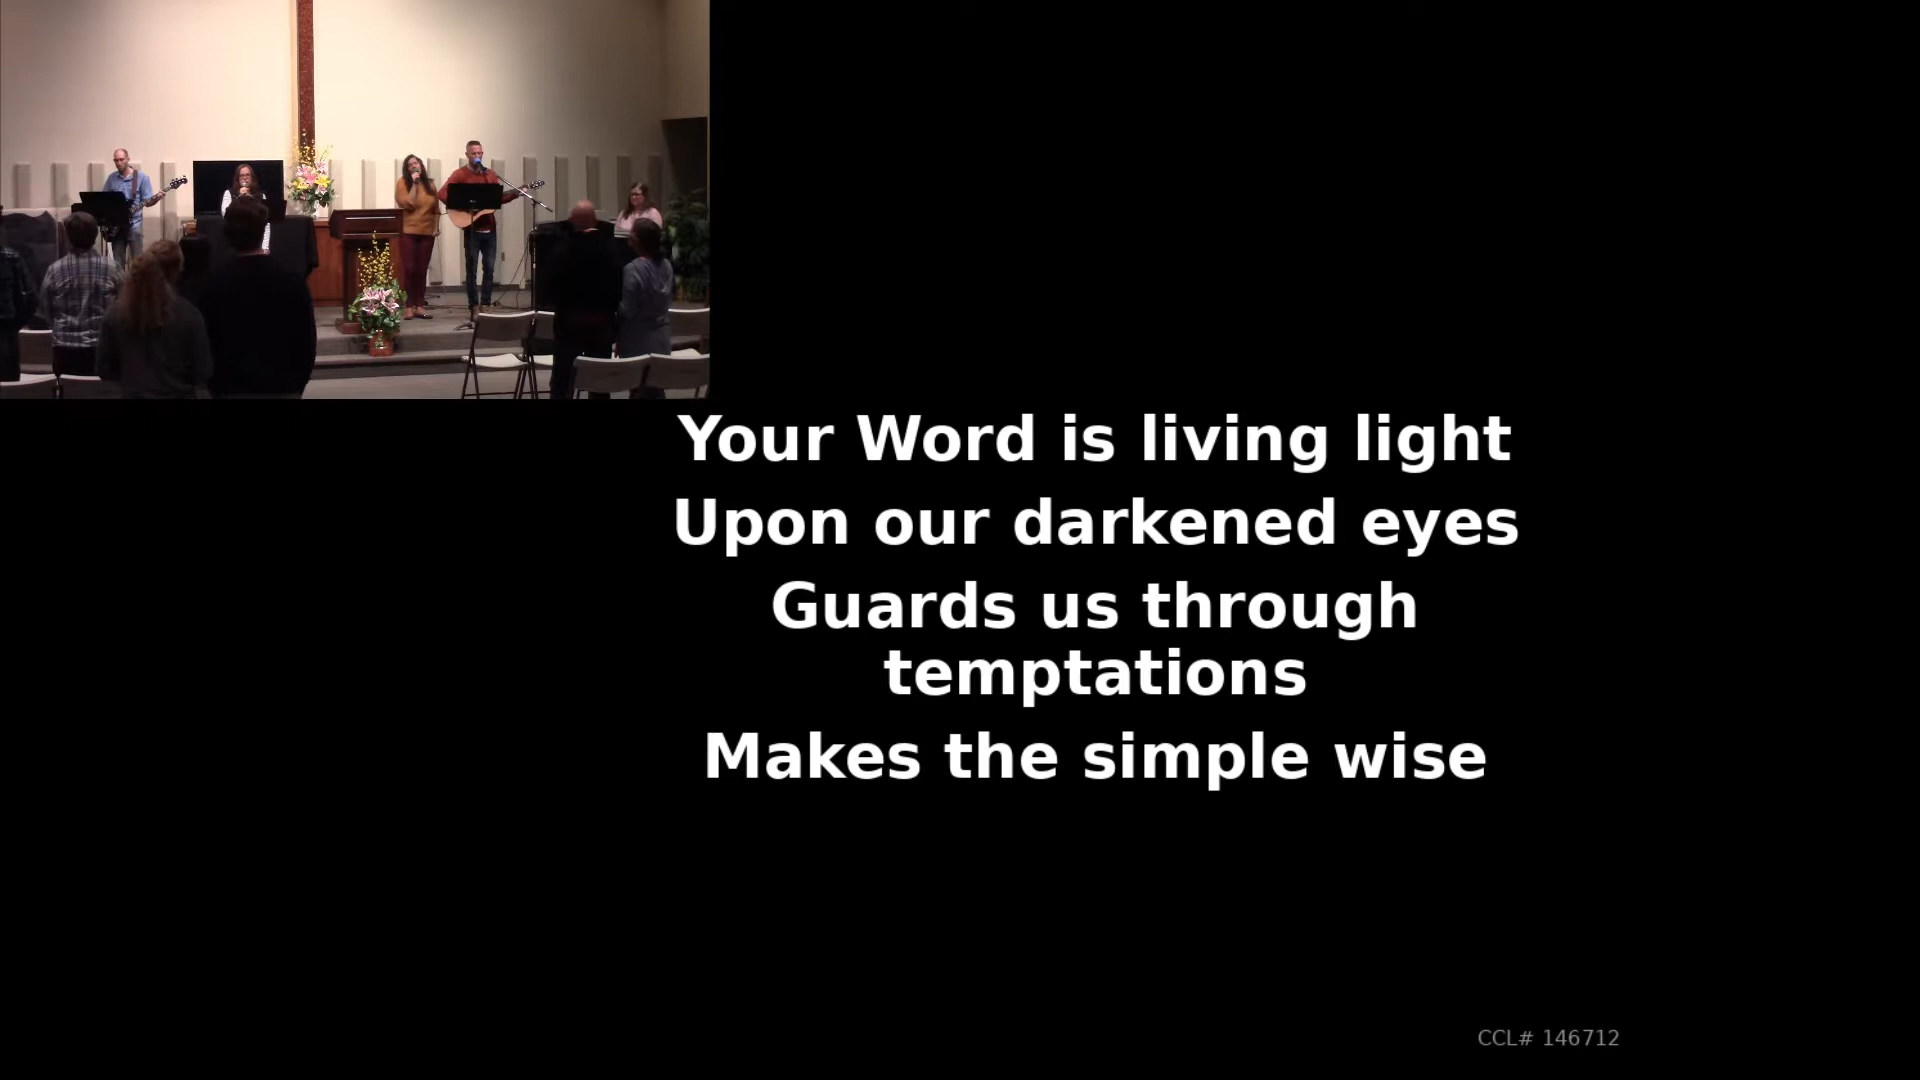 Your Word is living light
Upon our darkened eyes
Guards us through
temptations
Makes the simple wise
CCL# 146712